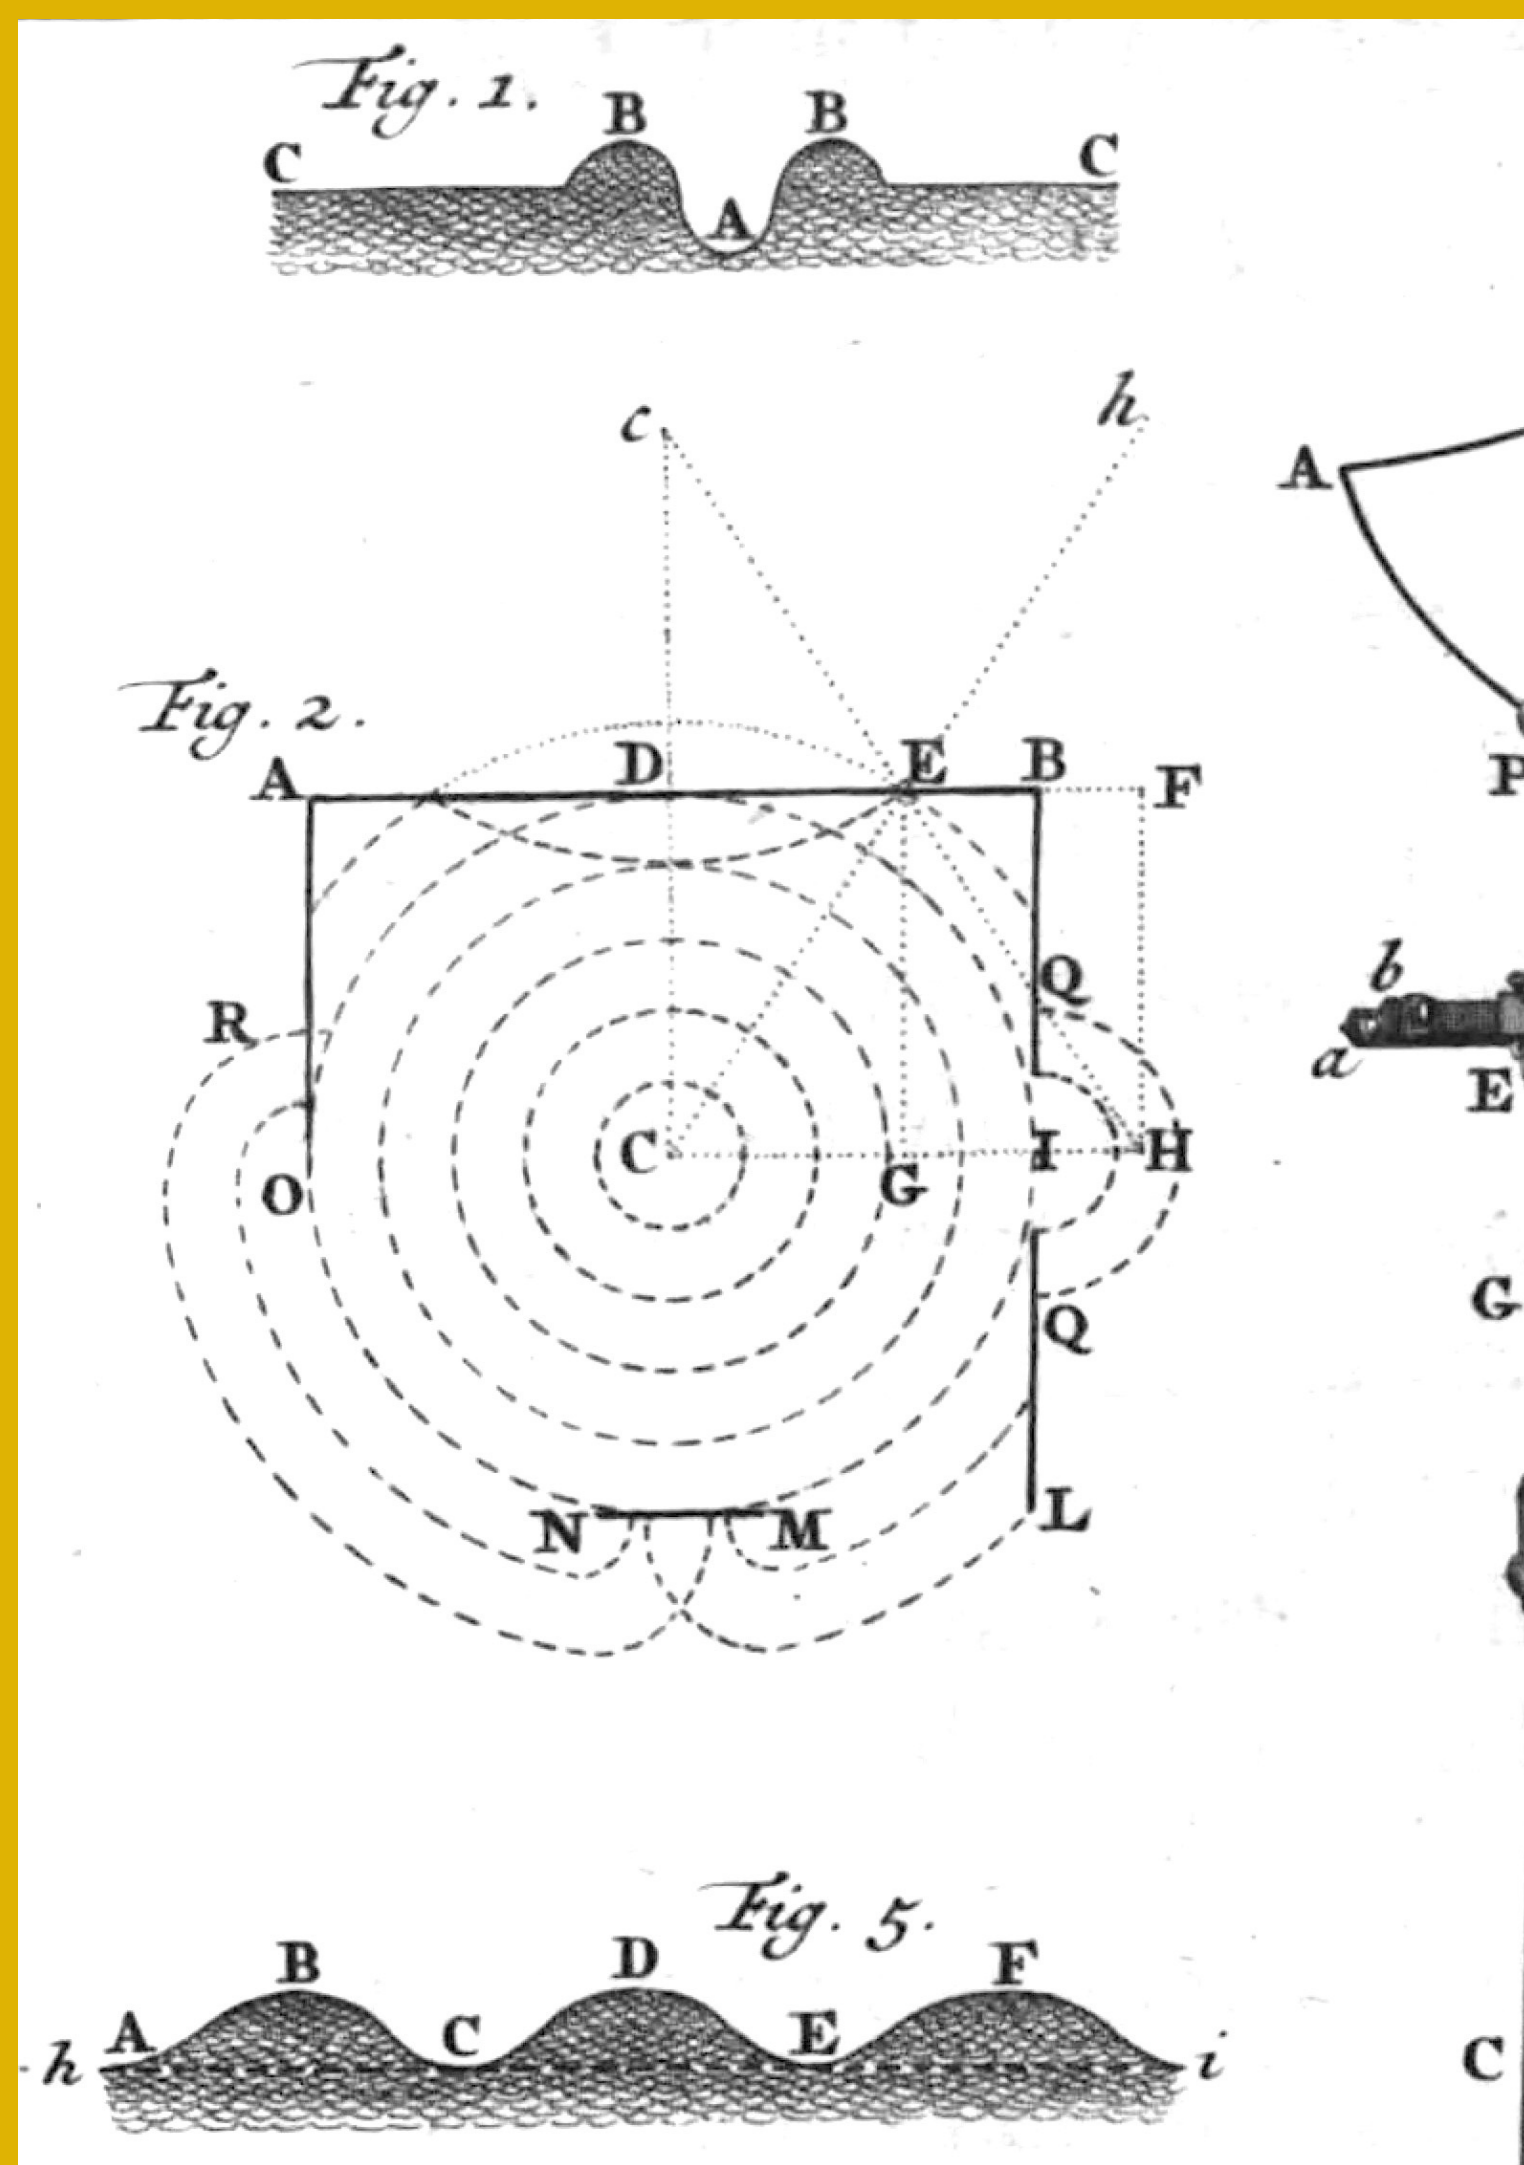 Fig. 1.
B B
C C
A
c h
A
Fig. 2.
A D E B F
P
b
R Q
a
E
C I H
O G
G
Q
N M L
Fig. 5.
B D F
A C E
h i
C